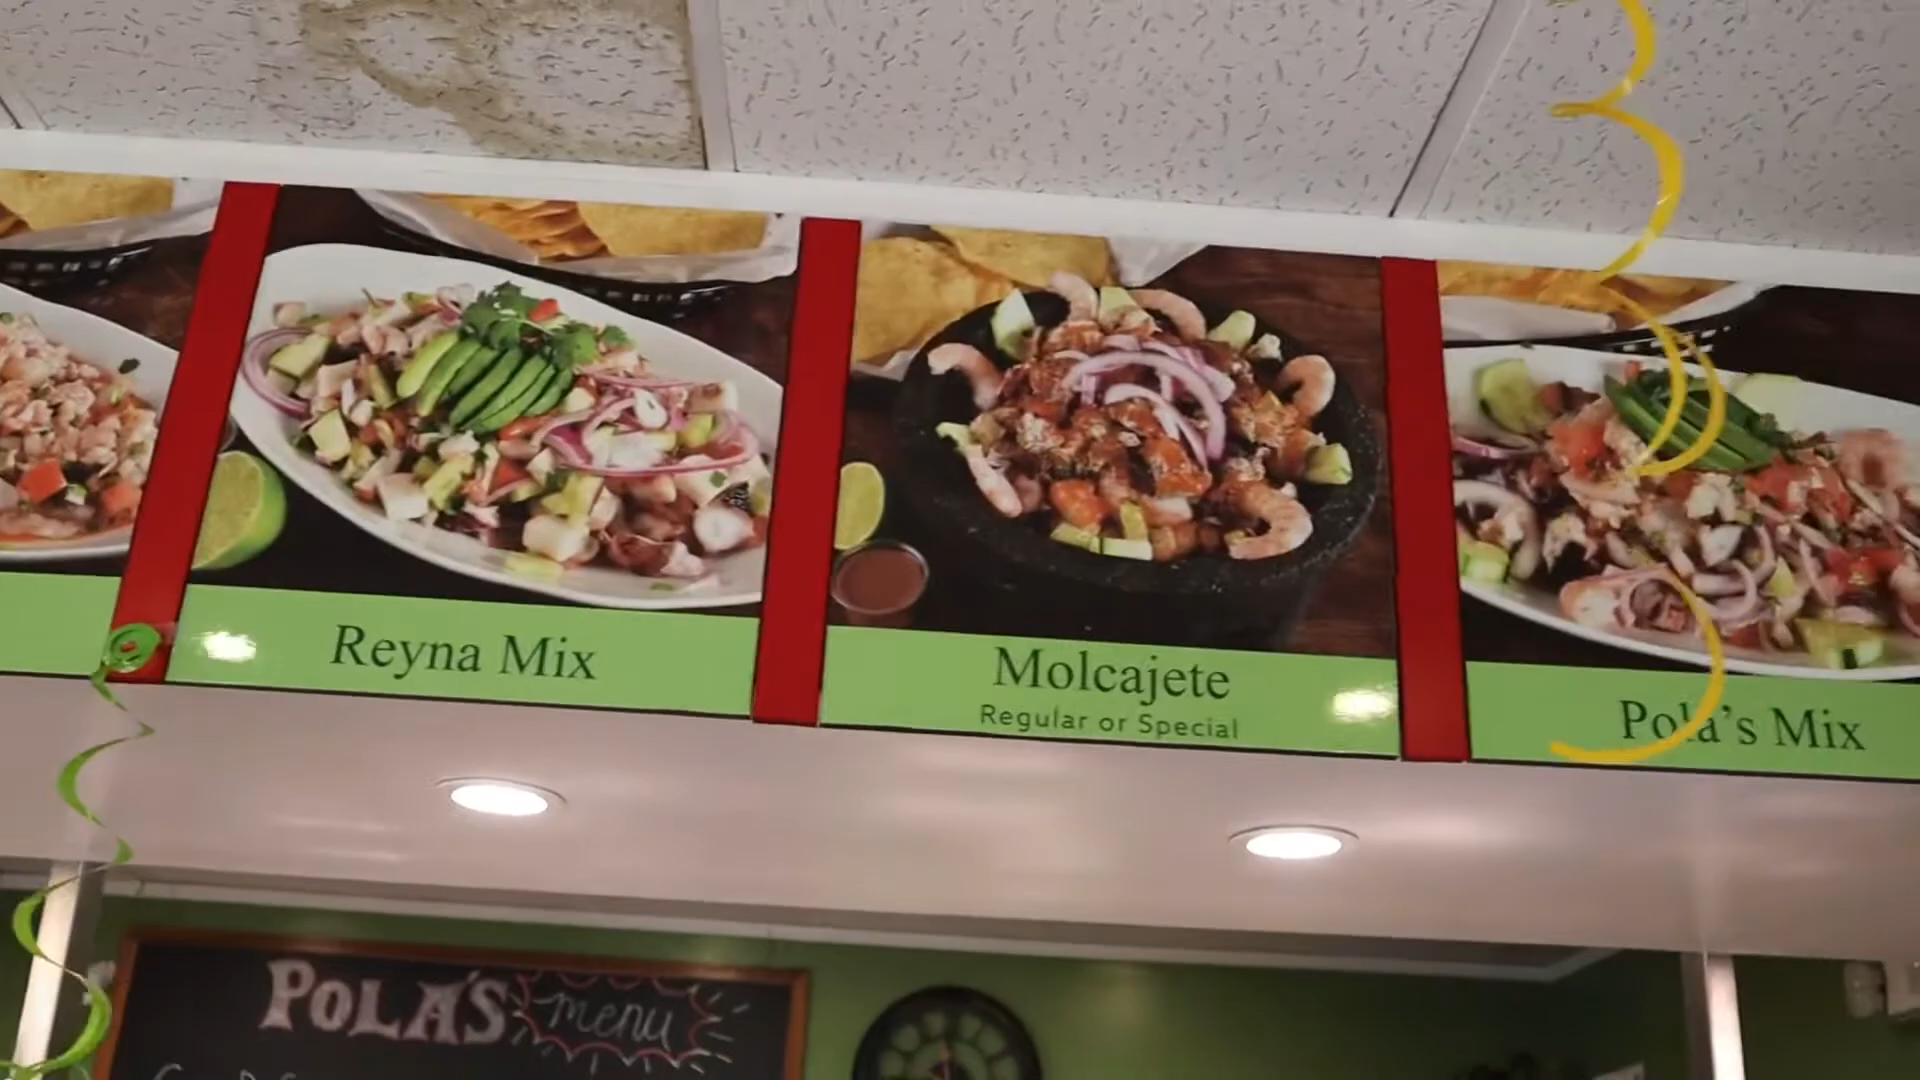 Reyna Mix
Molcajete
Regular or Special
Pola's Mix
POLA'S menu